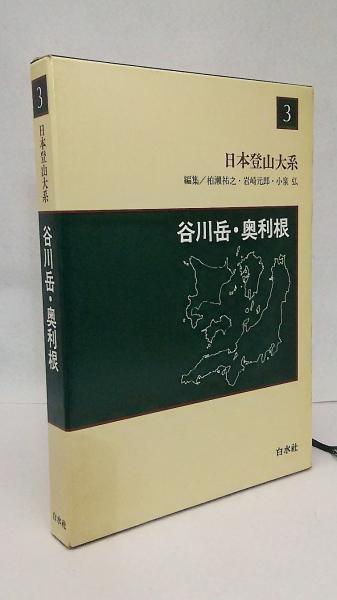 3
日本登山大系
谷川岳・奥利根
白水社
3
日本登山大系
編集／柏瀬祐之・岩崎元郎・小泉 弘
谷川岳・奥利根
白水社